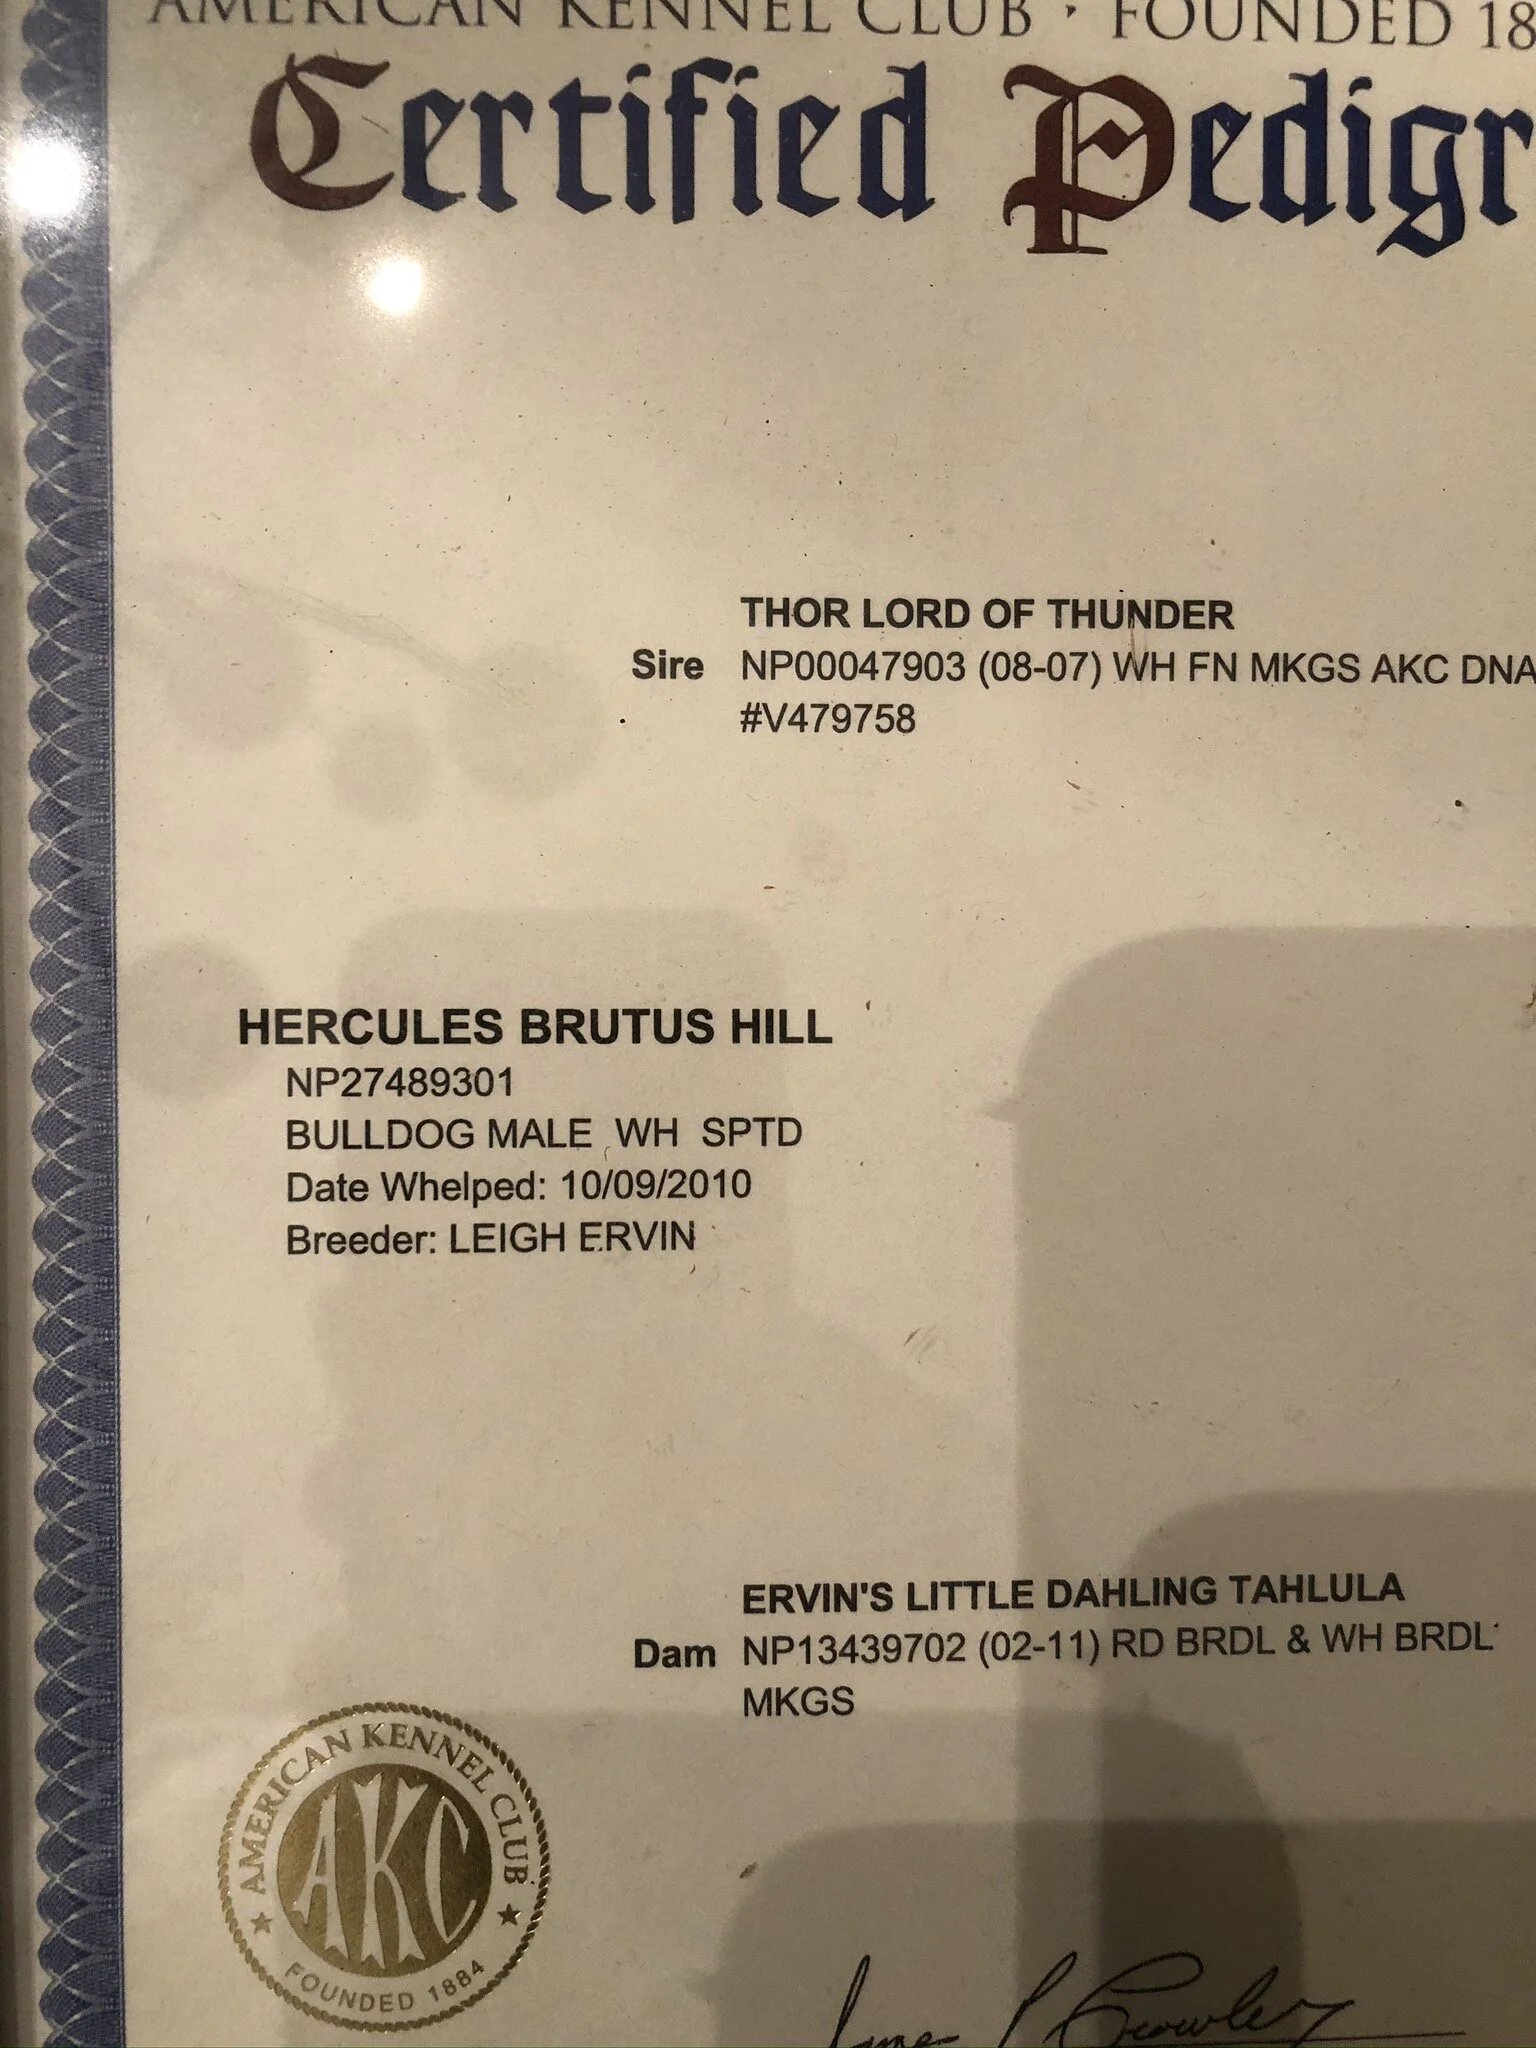 AMERICAN KENNEL CLUB · FOUNDED 18
Certified Pedigr
THOR LORD OF THUNDER
Sire NP00047903 (08-07) WH FN MKGS AKC DNA
#V479758
HERCULES BRUTUS HILL
NP27489301
BULLDOG MALE WH SPTD
Date Whelped: 10/09/2010
Breeder: LEIGH ERVIN
ERVIN'S LITTLE DAHLING TAHLULA
Dam NP13439702 (02-11) RD BRDL & WH BRDL
MKGS
AMERICAN KENNEL CLUB
AKC
FOUNDED 1884
P Crowley